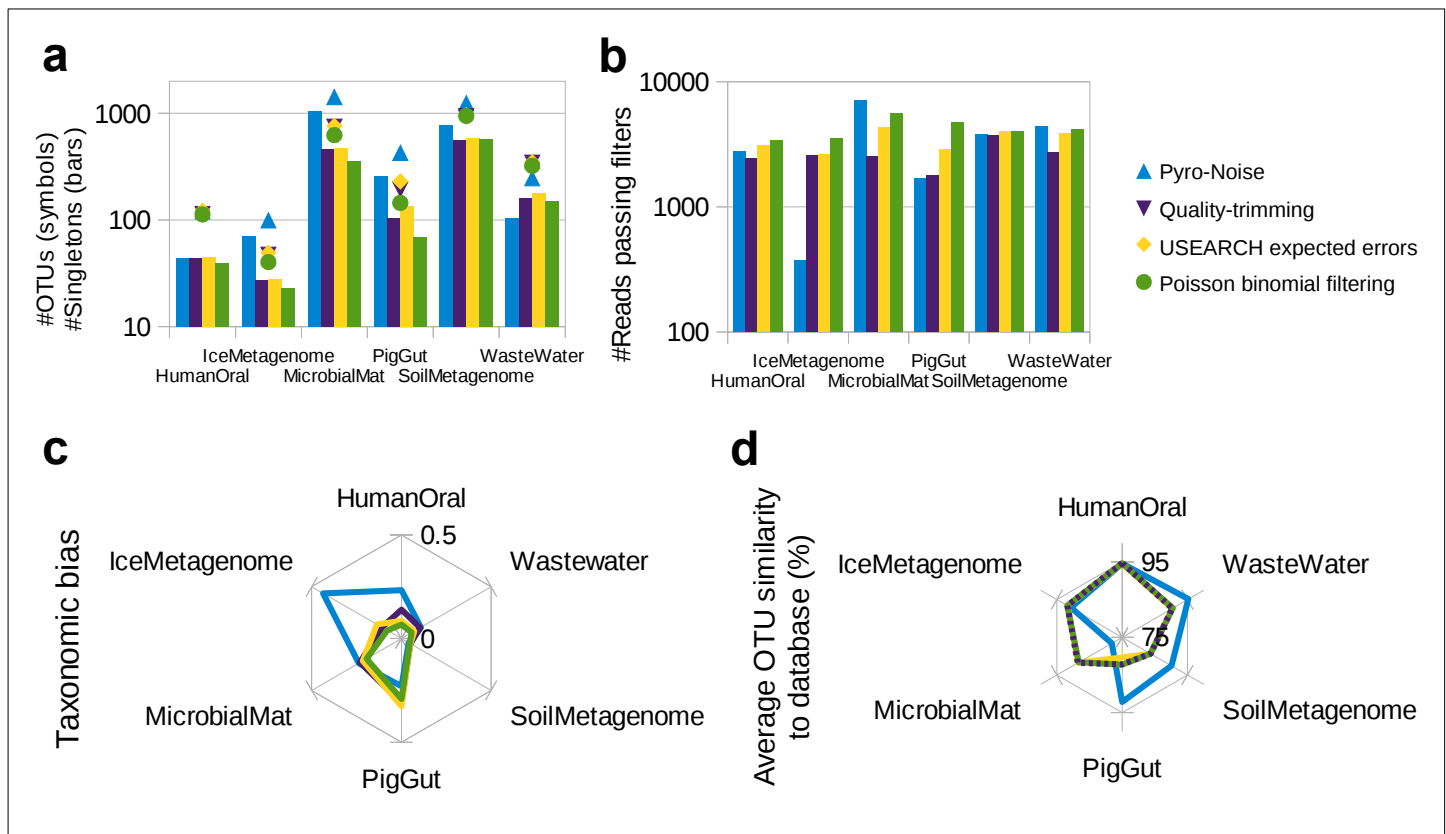 a
#OTUs (symbols)
#Singletons (bars)
1000
100
10
IceMetagenome
PigGut
WasteWater
HumanOral
MicrobialMat
SoilMetagenome
b
#Reads passing filters
10000
1000
100
IceMetagenome
PigGut
WasteWater
HumanOral
MicrobialMat
SoilMetagenome
Pyro-Noise
Quality-trimming
USEARCH expected errors
Poisson binomial filtering
c
Taxonomic bias
HumanOral
0.5
IceMetagenome
Wastewater
0
MicrobialMat
SoilMetagenome
PigGut
d
Average OTU similarity
to database (%)
HumanOral
95
IceMetagenome
WasteWater
75
MicrobialMat
SoilMetagenome
PigGut